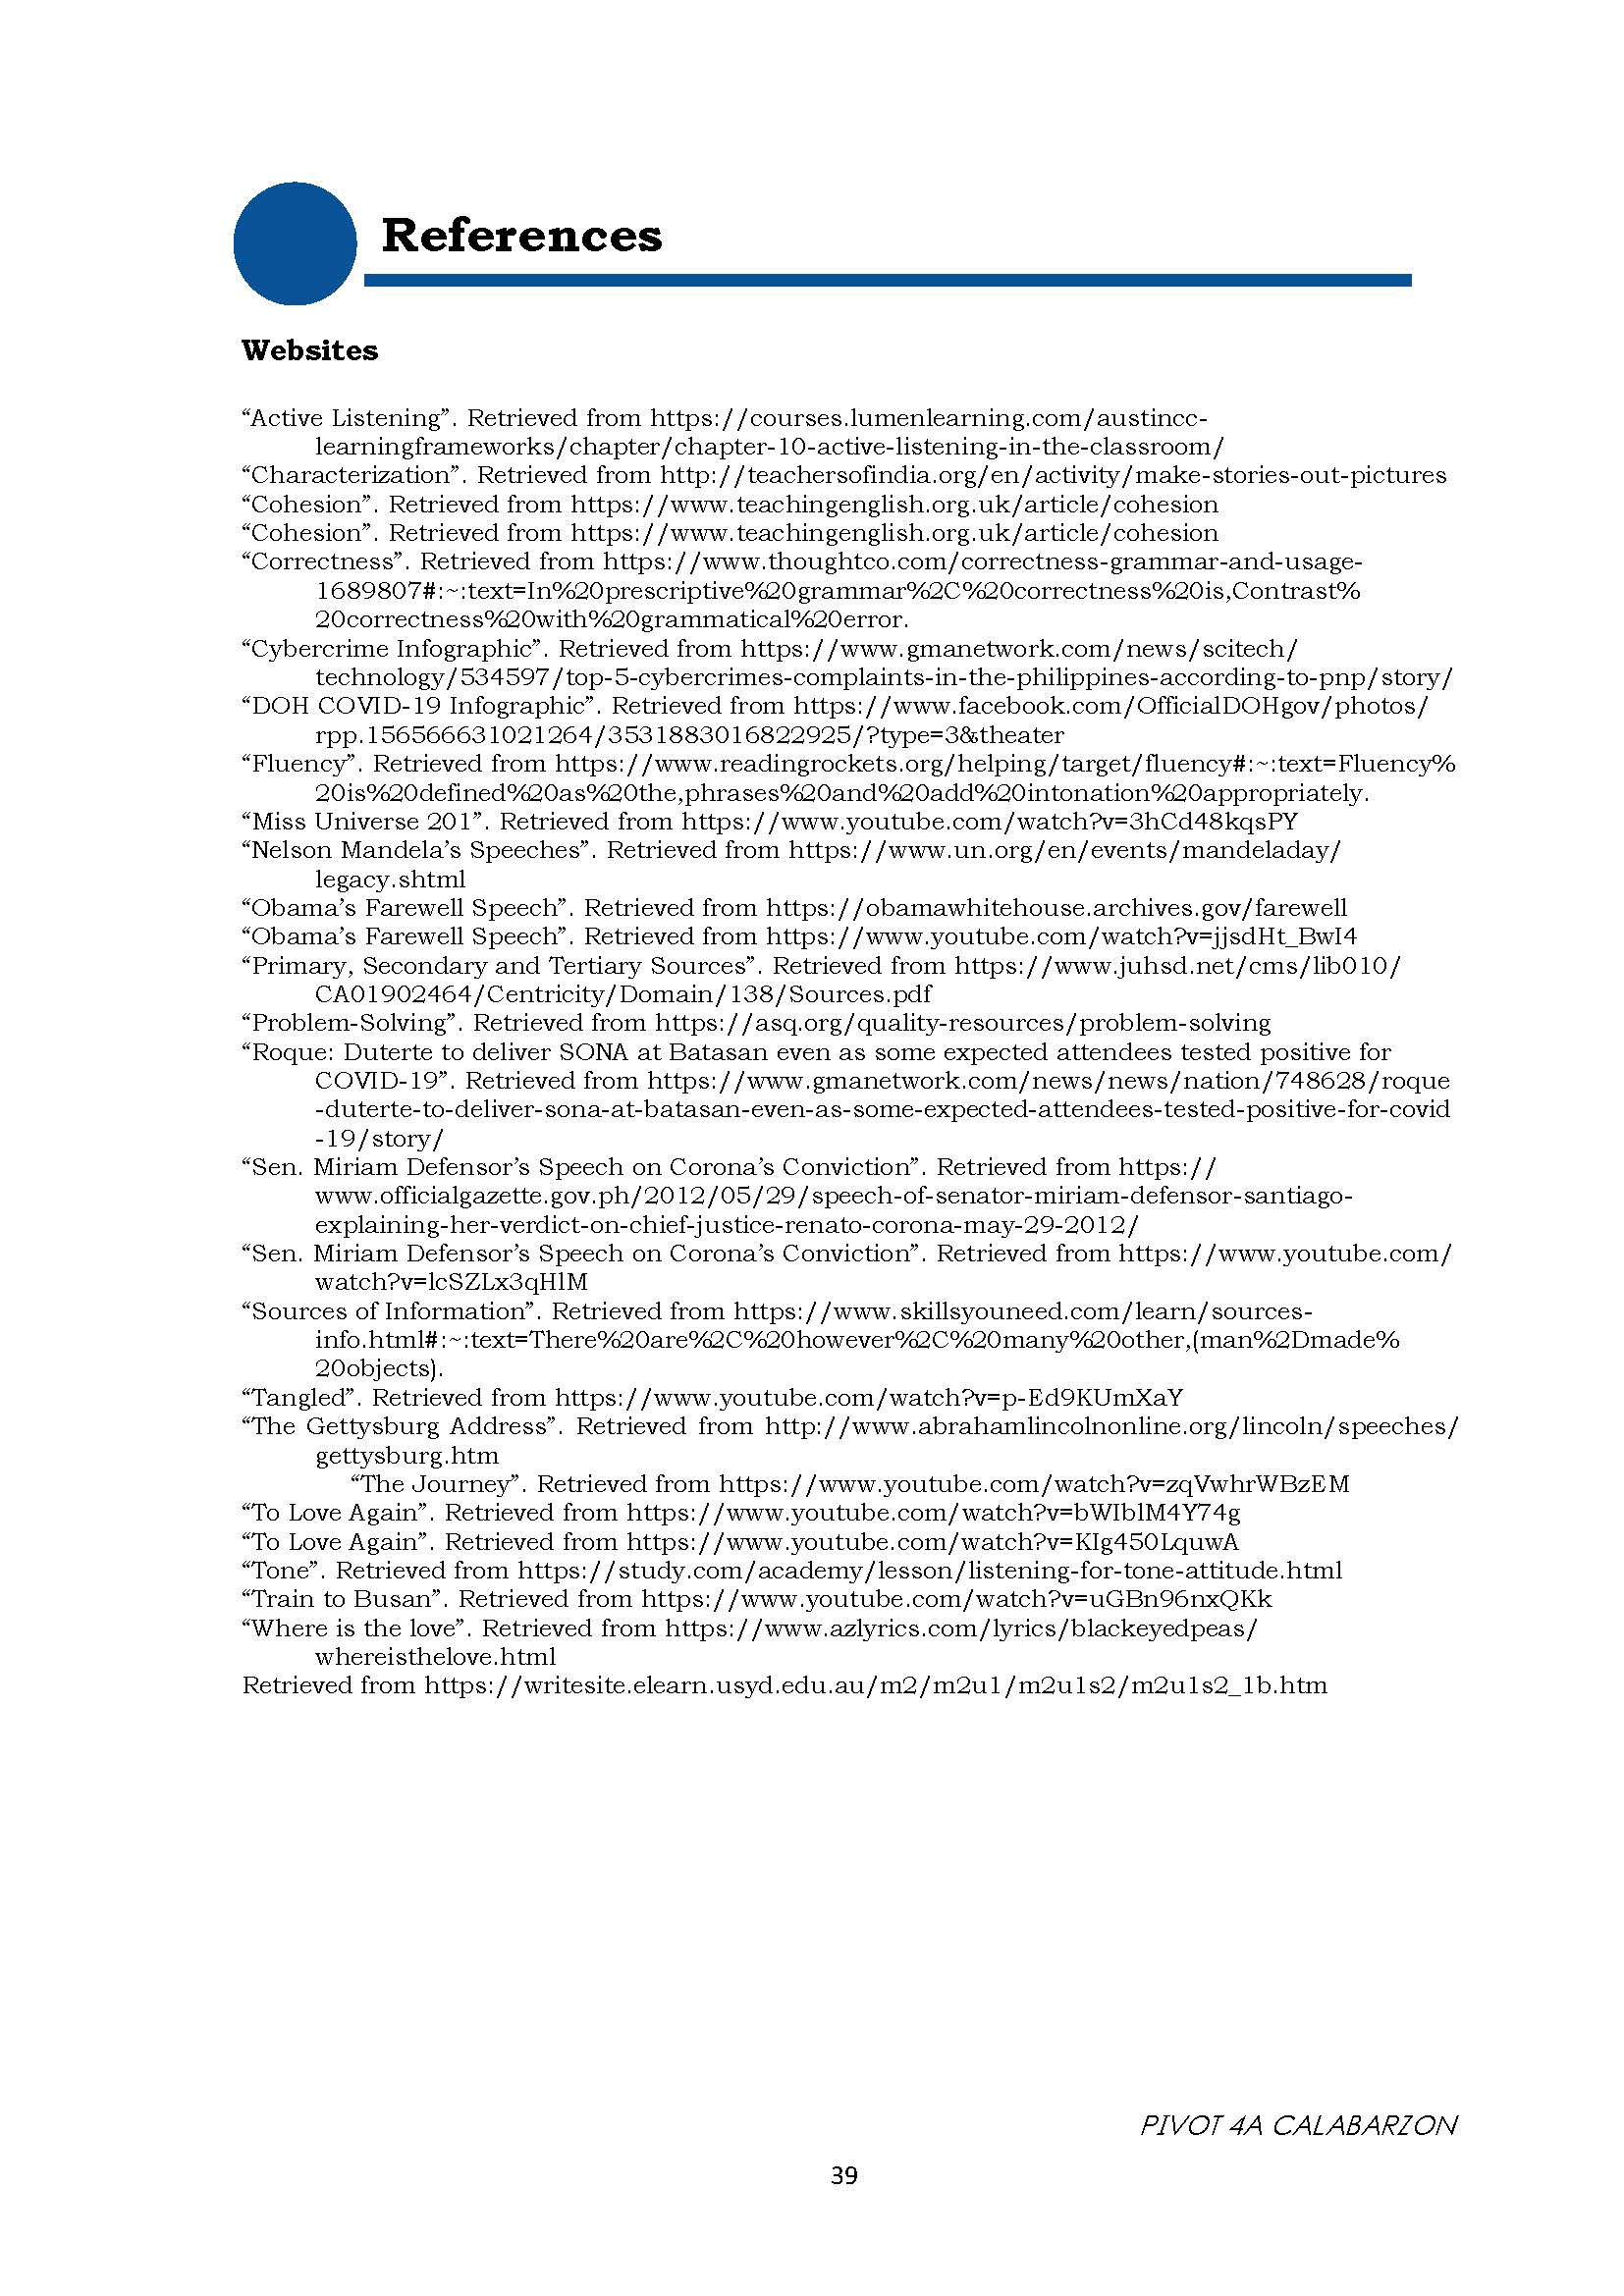 References
Websites
“Active Listening”. Retrieved from https://courses.lumenlearning.com/austincc-
learningframeworks/chapter/chapter-10-active-listening-in-the-classroom/
“Characterization”. Retrieved from http://teachersofindia.org/en/activity/make-stories-out-pictures
“Cohesion”. Retrieved from https://www.teachingenglish.org.uk/article/cohesion
“Cohesion”. Retrieved from https://www.teachingenglish.org.uk/article/cohesion
“Correctness”. Retrieved from https://www.thoughtco.com/correctness-grammar-and-usage-
1689807#:~:text=In%20prescriptive%20grammar%2C%20correctness%20is,Contrast%
20correctness%20with%20grammatical%20error.
“Cybercrime Infographic”. Retrieved from https://www.gmanetwork.com/news/scitech/
technology/534597/top-5-cybercrimes-complaints-in-the-philippines-according-to-pnp/story/
“DOH COVID-19 Infographic”. Retrieved from https://www.facebook.com/OfficialDOHgov/photos/
rpp.156566631021264/3531883016822925/?type=3&theater
“Fluency”. Retrieved from https://www.readingrockets.org/helping/target/fluency#:~:text=Fluency%
20is%20defined%20as%20the,phrases%20and%20add%20intonation%20appropriately.
“Miss Universe 201”. Retrieved from https://www.youtube.com/watch?v=3hCd48kqsPY
“Nelson Mandela’s Speeches”. Retrieved from https://www.un.org/en/events/mandeladay/
legacy.shtml
“Obama’s Farewell Speech”. Retrieved from https://obamawhitehouse.archives.gov/farewell
“Obama’s Farewell Speech”. Retrieved from https://www.youtube.com/watch?v=jjsdHt_BwI4
“Primary, Secondary and Tertiary Sources”. Retrieved from https://www.juhsd.net/cms/lib010/
CA01902464/Centricity/Domain/138/Sources.pdf
“Problem-Solving”. Retrieved from https://asq.org/quality-resources/problem-solving
“Roque: Duterte to deliver SONA at Batasan even as some expected attendees tested positive for
COVID-19”. Retrieved from https://www.gmanetwork.com/news/news/nation/748628/roque
-duterte-to-deliver-sona-at-batasan-even-as-some-expected-attendees-tested-positive-for-covid
-19/story/
“Sen. Miriam Defensor’s Speech on Corona’s Conviction”. Retrieved from https://
www.officialgazette.gov.ph/2012/05/29/speech-of-senator-miriam-defensor-santiago-
explaining-her-verdict-on-chief-justice-renato-corona-may-29-2012/
“Sen. Miriam Defensor’s Speech on Corona’s Conviction”. Retrieved from https://www.youtube.com/
watch?v=lcSZLx3qHlM
“Sources of Information”. Retrieved from https://www.skillsyouneed.com/learn/sources-
info.html#:~:text=There%20are%2C%20however%2C%20many%20other,(man%2Dmade%
20objects).
“Tangled”. Retrieved from https://www.youtube.com/watch?v=p-Ed9KUmXaY
“The Gettysburg Address”. Retrieved from http://www.abrahamlincolnonline.org/lincoln/speeches/
gettysburg.htm
“The Journey”. Retrieved from https://www.youtube.com/watch?v=zqVwhrWBzEM
“To Love Again”. Retrieved from https://www.youtube.com/watch?v=bWIblM4Y74g
“To Love Again”. Retrieved from https://www.youtube.com/watch?v=KIg450LquwA
“Tone”. Retrieved from https://study.com/academy/lesson/listening-for-tone-attitude.html
“Train to Busan”. Retrieved from https://www.youtube.com/watch?v=uGBn96nxQKk
“Where is the love”. Retrieved from https://www.azlyrics.com/lyrics/blackeyedpeas/
whereisthelove.html
Retrieved from https://writesite.elearn.usyd.edu.au/m2/m2u1/m2u1s2/m2u1s2_1b.htm
PIVOT 4A CALABARZON
39